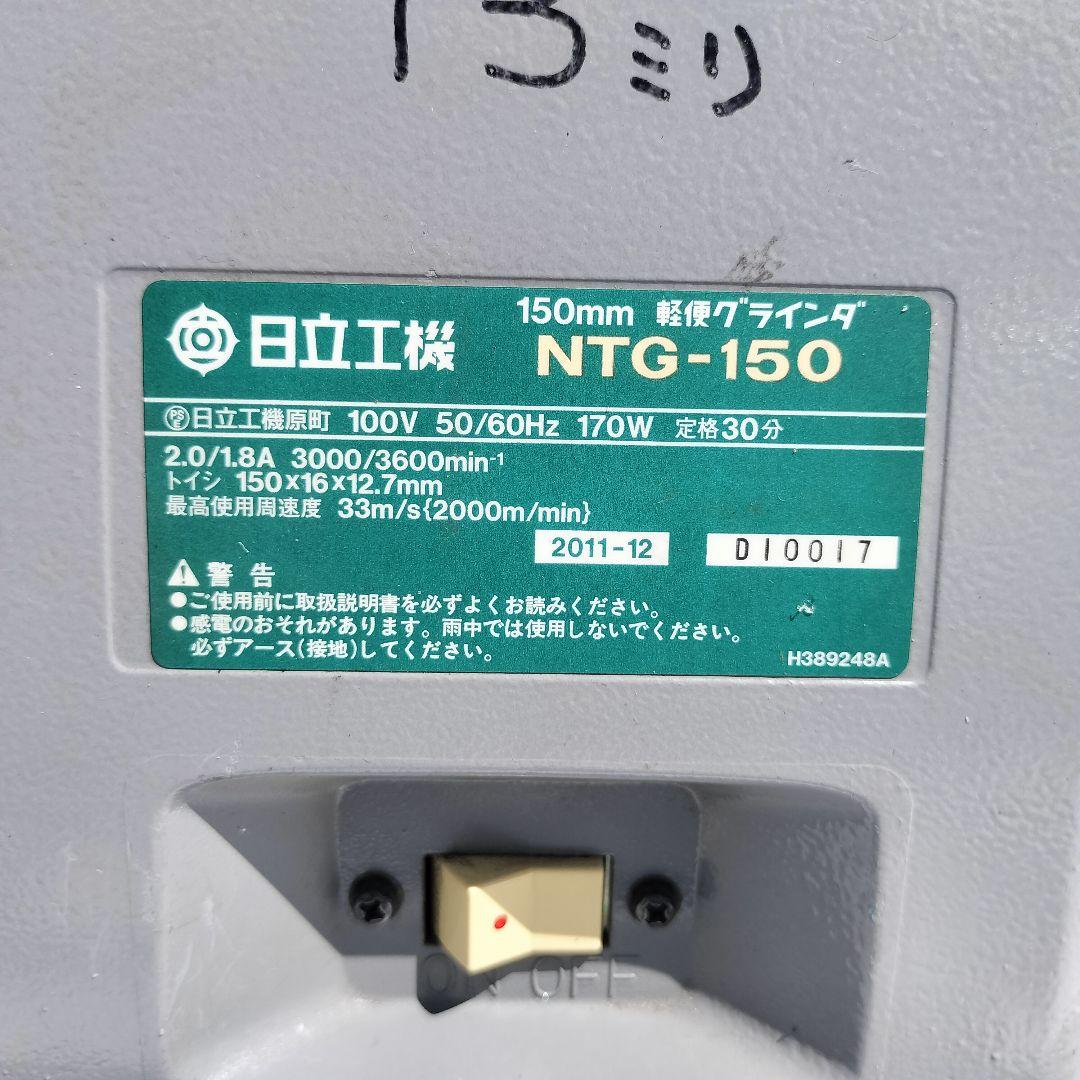 13ミリ
日立工機
150mm 軽便グラインダ
NTG-150
PSE日立工機原町 100V 50/60Hz 170W 定格30分
2.0/1.8A 3000/3600min-1
トイシ 150x16x12.7mm
最高使用周速度 33m/s{2000m/min}
2011-12 D10017
警告
●ご使用前に取扱説明書を必ずよくお読みください。
●感電のおそれがあります。雨中では使用しないでください。
必ずアース(接地)してください。
H389248A
ON OFF